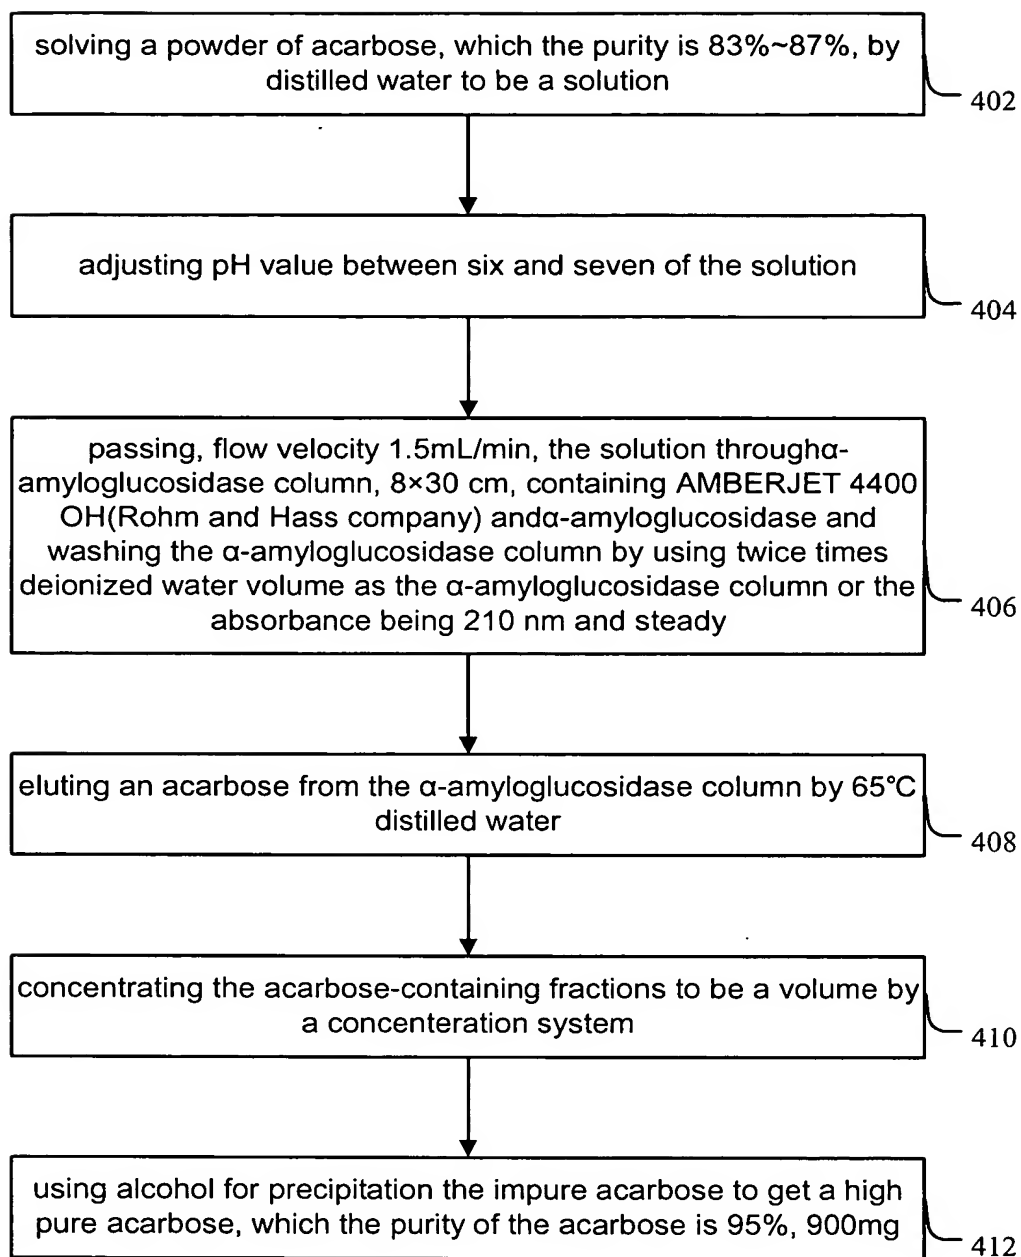 solving a powder of acarbose, which the purity is 83%~87%, by
distilled water to be a solution
402
adjusting pH value between six and seven of the solution
404
passing, flow velocity 1.5mL/min, the solution throughα-
amyloglucosidase column, 8×30 cm, containing AMBERJET 4400
OH(Rohm and Hass company) andα-amyloglucosidase and
washing the α-amyloglucosidase column by using twice times
deionized water volume as the α-amyloglucosidase column or the
absorbance being 210 nm and steady
406
eluting an acarbose from the α-amyloglucosidase column by 65℃
distilled water
408
concentrating the acarbose-containing fractions to be a volume by
a concenteration system
410
using alcohol for precipitation the impure acarbose to get a high
pure acarbose, which the purity of the acarbose is 95%, 900mg
412